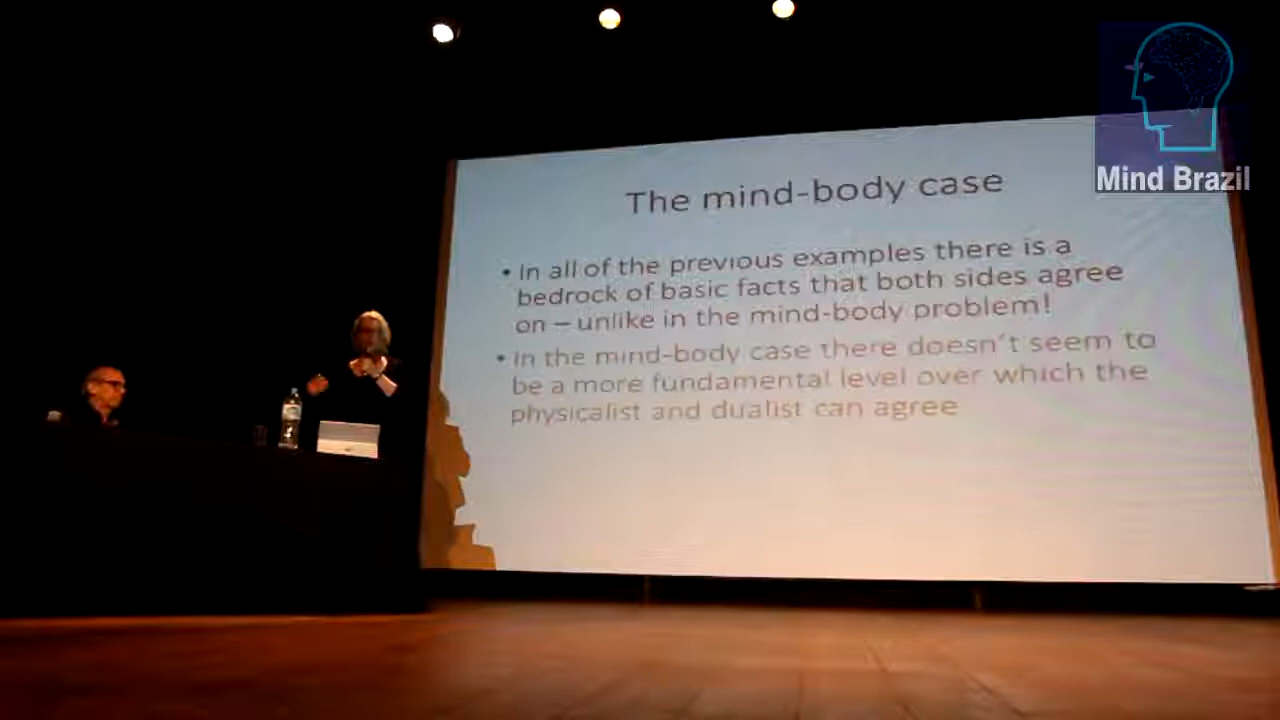 Mind Brazil
The mind-body case
• In all of the previous examples there is a
bedrock of basic facts that both sides agree
on – unlike in the mind-body problem!
• In the mind-body case there doesn't seem to
be a more fundamental level over which the
physicalist and dualist can agree